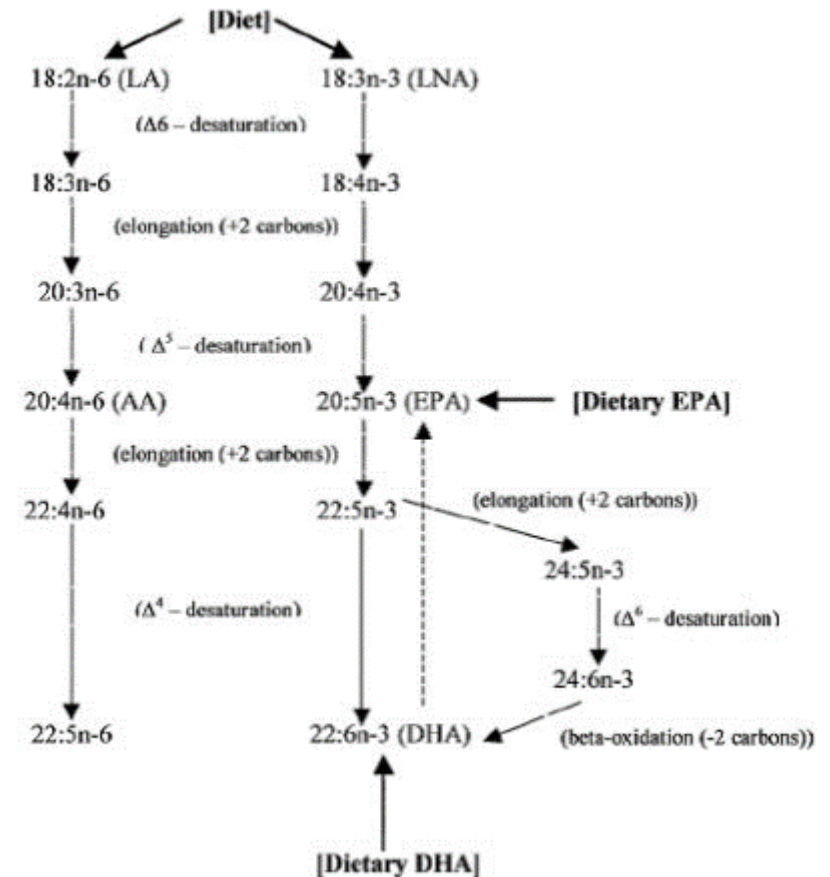 [Diet]
18:2n-6 (LA) 18:3n-3 (LNA)
(Δ6 – desaturation)
18:3n-6 18:4n-3
(elongation (+2 carbons))
20:3n-6 20:4n-3
(Δ⁵ – desaturation)
20:4n-6 (AA) 20:5n-3 (EPA) [Dietary EPA]
(elongation (+2 carbons))
22:4n-6 22:5n-3 (elongation (+2 carbons))
24:5n-3
(Δ⁴ – desaturation) (Δ⁶ – desaturation)
24:6n-3
22:5n-6 22:6n-3 (DHA) (beta-oxidation (-2 carbons))
[Dietary DHA]